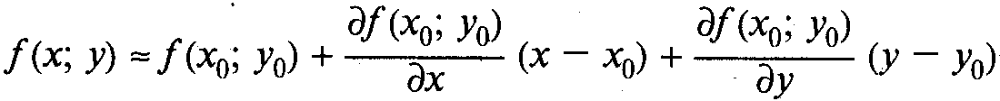 f(x; y) ≈ f(x₀; y₀) + ∂f(x₀; y₀)/∂x (x − x₀) + ∂f(x₀; y₀)/∂y (y − y₀)